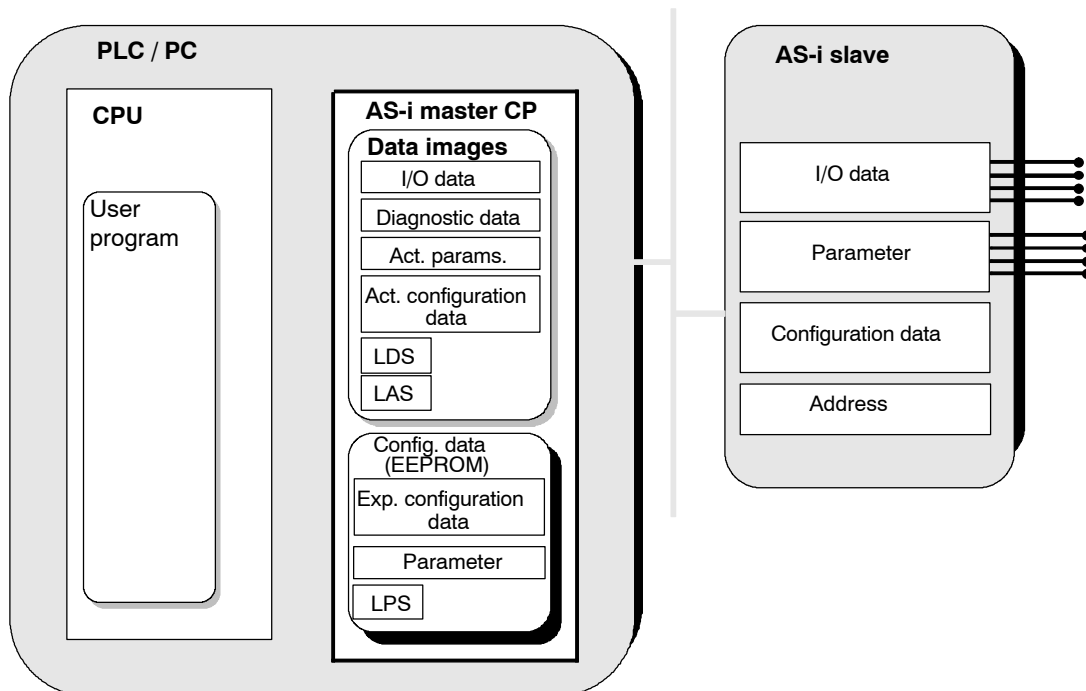 PLC / PC
CPU
User
program
AS-i master CP
Data images
I/O data
Diagnostic data
Act. params.
Act. configuration
data
LDS
LAS
Config. data
(EEPROM)
Exp. configuration
data
Parameter
LPS
AS-i slave
I/O data
Parameter
Configuration data
Address